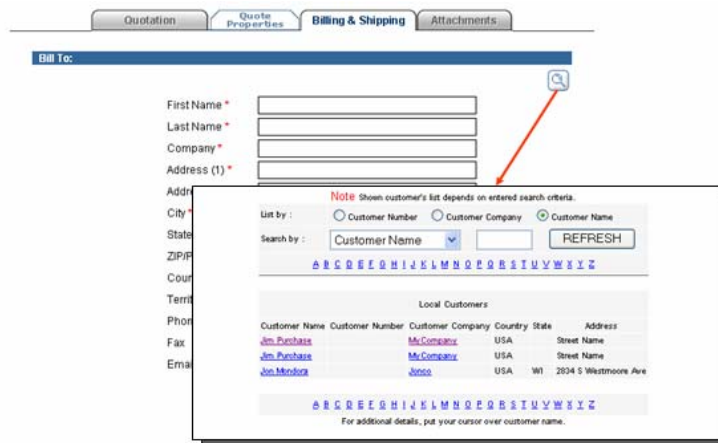 Quotation Quote Properties Billing & Shipping Attachments
Bill To:
First Name *
Last Name *
Company *
Address (1) *
Addre
City *
State
ZIP/P
Coun
Territ
Phon
Fax
Emai
Note Shown customer's list depends on entered search criteria.
List by : Customer Number Customer Company Customer Name
Search by : Customer Name REFRESH
A B C D E F G H I J K L M N O P Q R S T U V W X Y Z
Local Customers
Customer Name Customer Number Customer Company Country State Address
Jim Purchase MyCompany USA Street Name
Jim Purchase MyCompany USA Street Name
Jon Mondora Jonco USA WI 2834 S Westmoore Ave
A B C D E F G H I J K L M N O P Q R S T U V W X Y Z
For additional details, put your cursor over customer name.